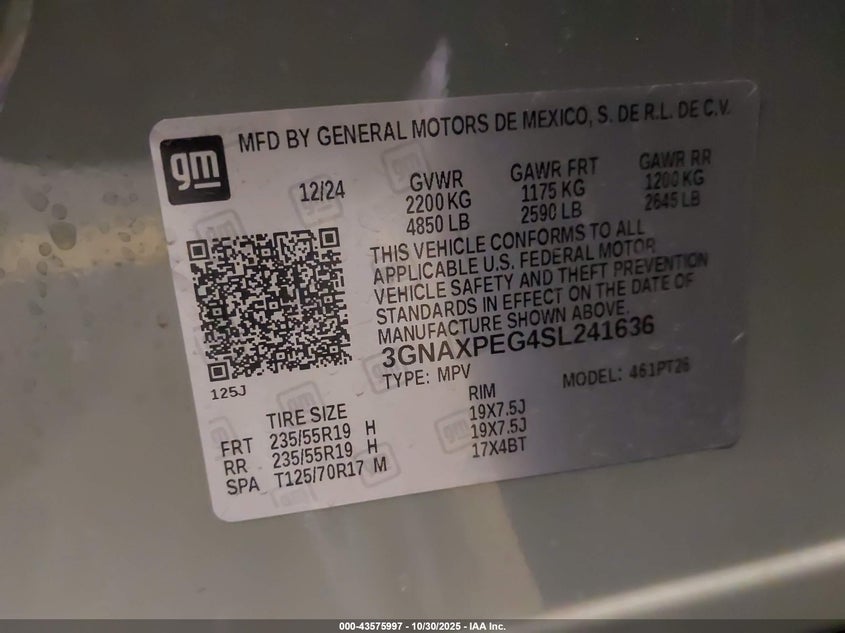 MFD BY GENERAL MOTORS DE MEXICO, S. DE R.L. DE C.V.
gm
12/24
GVWR GAWR FRT GAWR RR
2200 KG 1175 KG 1200 KG
4850 LB 2590 LB 2645 LB
THIS VEHICLE CONFORMS TO ALL
APPLICABLE U.S. FEDERAL MOTOR
VEHICLE SAFETY AND THEFT PREVENTION
STANDARDS IN EFFECT ON THE DATE OF
MANUFACTURE SHOWN ABOVE.
3GNAXPEG4SL241636
TYPE: MPV MODEL: 461PT26
125J
TIRE SIZE RIM
FRT 235/55R19 H 19X7.5J
RR 235/55R19 H 19X7.5J
SPA T125/70R17 M 17X4BT
000-43575997 - 10/30/2025 - IAA Inc.